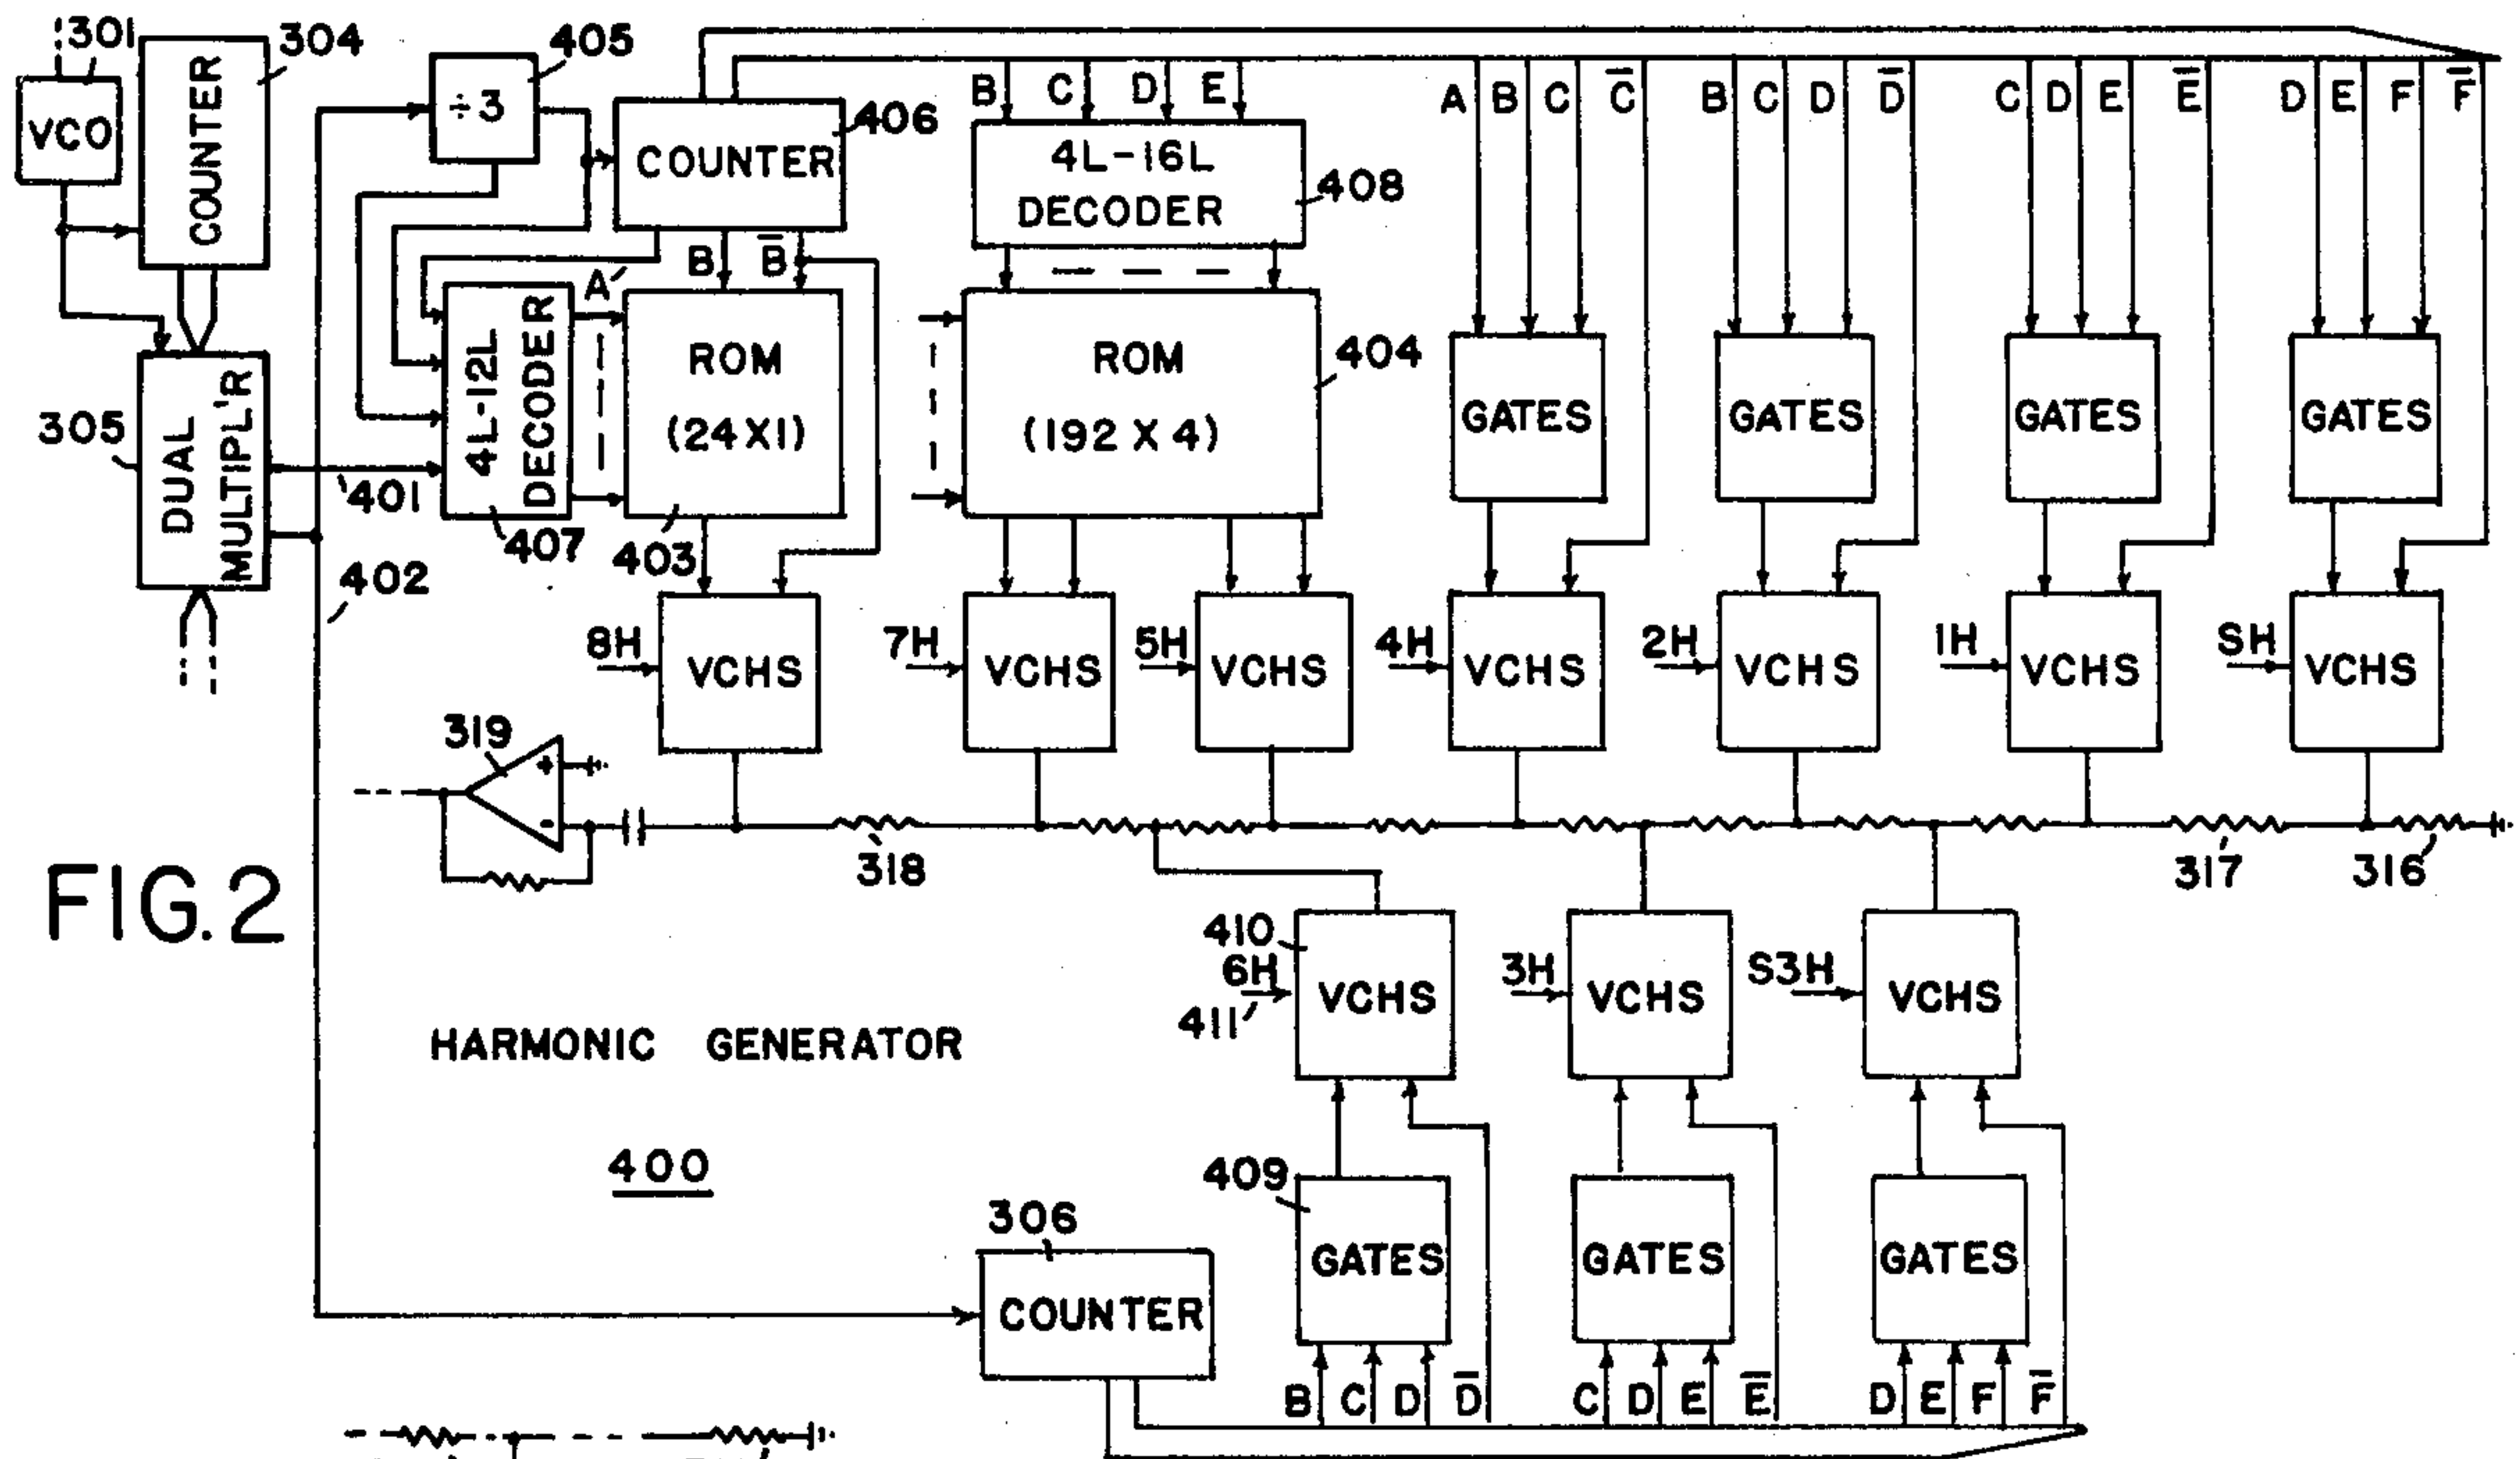 301
304
405
VCO
COUNTER
÷3
COUNTER
406
B C D E
4L-16L
DECODER
408
A B C C̅
B C D D̅
C D E E̅
D E F F̅
A
B B̅
305
DUAL
MULTIPL'R
401
402
4L-12L
DECODER
407
ROM
(24X1)
403
ROM
(192 X 4)
404
GATES
GATES
GATES
GATES
8H
VCHS
7H
VCHS
5H
VCHS
4H
VCHS
2H
VCHS
1H
VCHS
SH
VCHS
319
+
-
318
317
316
FIG. 2
410
6H
411
VCHS
3H
VCHS
S3H
VCHS
HARMONIC GENERATOR
400
409
GATES
GATES
GATES
306
COUNTER
B C D D̅
C D E E̅
D E F F̅